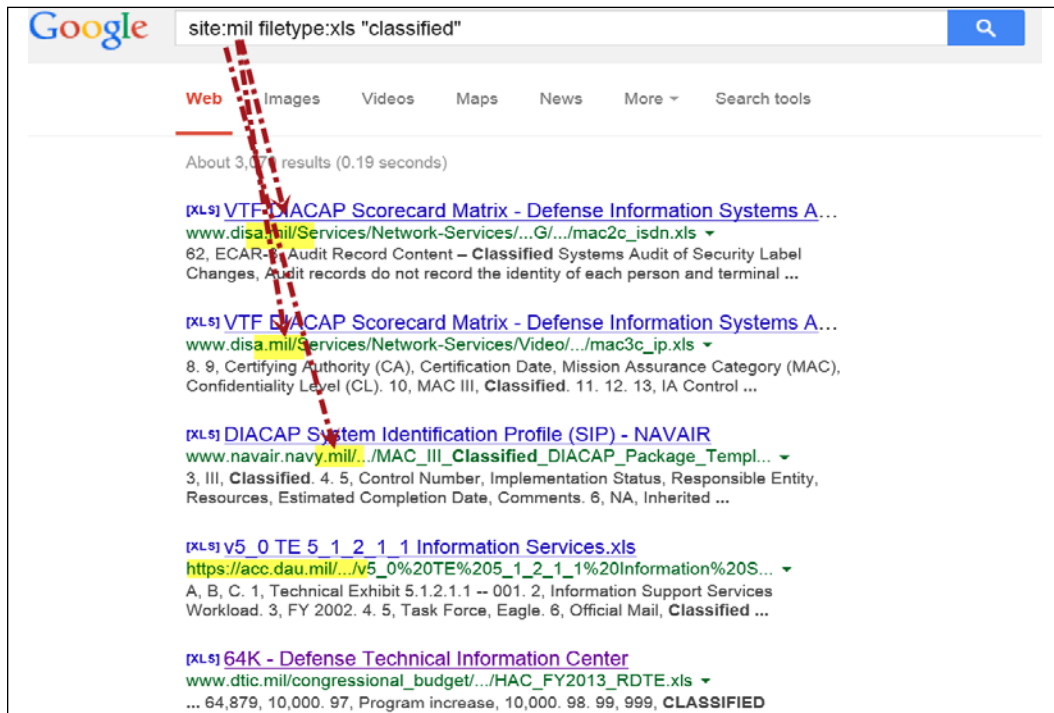 Google
site:mil filetype:xls "classified"
Web Images Videos Maps News More Search tools
About 3,070 results (0.19 seconds)
[XLS] VTF DIACAP Scorecard Matrix - Defense Information Systems A...
www.disa.mil/Services/Network-Services/...G/.../mac2c_isdn.xls
62, ECAR-3, Audit Record Content – Classified Systems Audit of Security Label
Changes, Audit records do not record the identity of each person and terminal ...
[XLS] VTF DIACAP Scorecard Matrix - Defense Information Systems A...
www.disa.mil/Services/Network-Services/Video/.../mac3c_ip.xls
8. 9, Certifying Authority (CA), Certification Date, Mission Assurance Category (MAC),
Confidentiality Level (CL). 10, MAC III, Classified. 11. 12. 13, IA Control ...
[XLS] DIACAP System Identification Profile (SIP) - NAVAIR
www.navair.navy.mil/.../MAC_III_Classified_DIACAP_Package_Templ...
3, III, Classified. 4. 5, Control Number, Implementation Status, Responsible Entity,
Resources, Estimated Completion Date, Comments. 6, NA, Inherited ...
[XLS] v5_0 TE 5_1_2_1_1 Information Services.xls
https://acc.dau.mil/.../v5_0%20TE%205_1_2_1_1%20Information%20S...
A, B, C. 1, Technical Exhibit 5.1.2.1.1 -- 001. 2, Information Support Services
Workload. 3, FY 2002. 4. 5, Task Force, Eagle. 6, Official Mail, Classified ...
[XLS] 64K - Defense Technical Information Center
www.dtic.mil/congressional_budget/.../HAC_FY2013_RDTE.xls
... 64,879, 10,000. 97, Program increase, 10,000. 98. 99, 999, CLASSIFIED